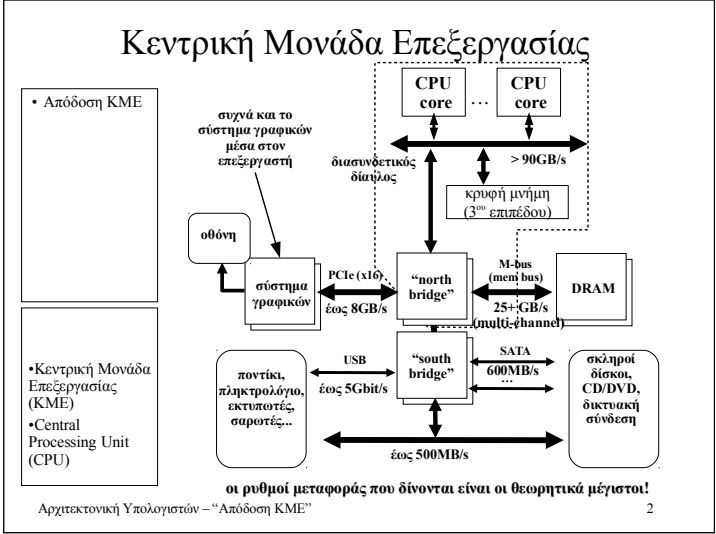 Κεντρική Μονάδα Επεξεργασίας
• Απόδοση ΚΜΕ
•Κεντρική Μονάδα
Επεξεργασίας
(ΚΜΕ)
•Central
Processing Unit
(CPU)
συχνά και το
σύστημα γραφικών
μέσα στον
επεξεργαστή
CPU
core
...
CPU
core
> 90GB/s
διασυνδετικός
δίαυλος
κρυφή μνήμη
(3ου επιπέδου)
οθόνη
σύστημα
γραφικών
PCIe (x16)
έως 8GB/s
“north
bridge”
M-bus
(mem bus)
25+ GB/s
(multi-channel)
DRAM
ποντίκι,
πληκτρολόγιο,
εκτυπωτές,
σαρωτές...
USB
έως 5Gbit/s
“south
bridge”
SATA
600MB/s
...
σκληροί
δίσκοι,
CD/DVD,
δικτυακή
σύνδεση
έως 500MB/s
οι ρυθμοί μεταφοράς που δίνονται είναι οι θεωρητικά μέγιστοι!
Αρχιτεκτονική Υπολογιστών – “Απόδοση ΚΜΕ”
2